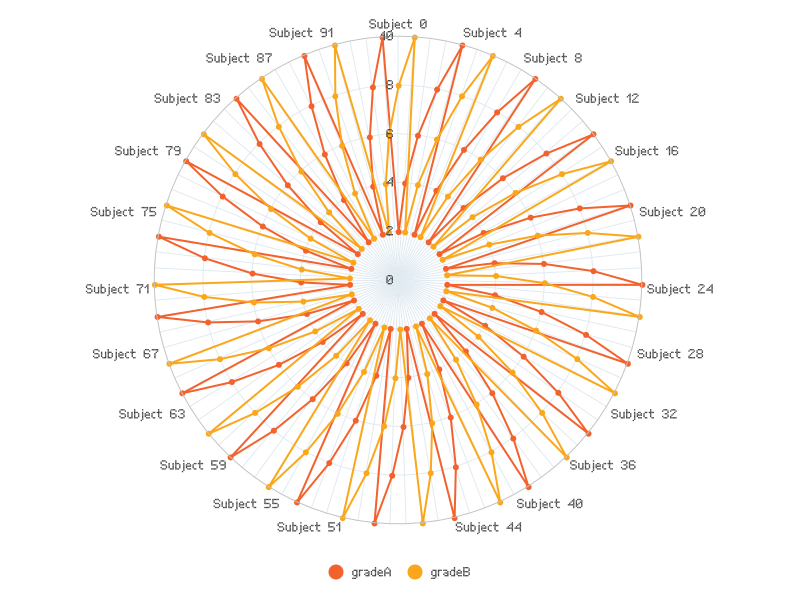 Subject 0
Subject 4
Subject 8
Subject 12
Subject 16
Subject 20
Subject 24
Subject 28
Subject 32
Subject 36
Subject 40
Subject 44
Subject 51
Subject 55
Subject 59
Subject 63
Subject 67
Subject 71
Subject 75
Subject 79
Subject 83
Subject 87
Subject 91
10
8
6
4
2
0
gradeA gradeB